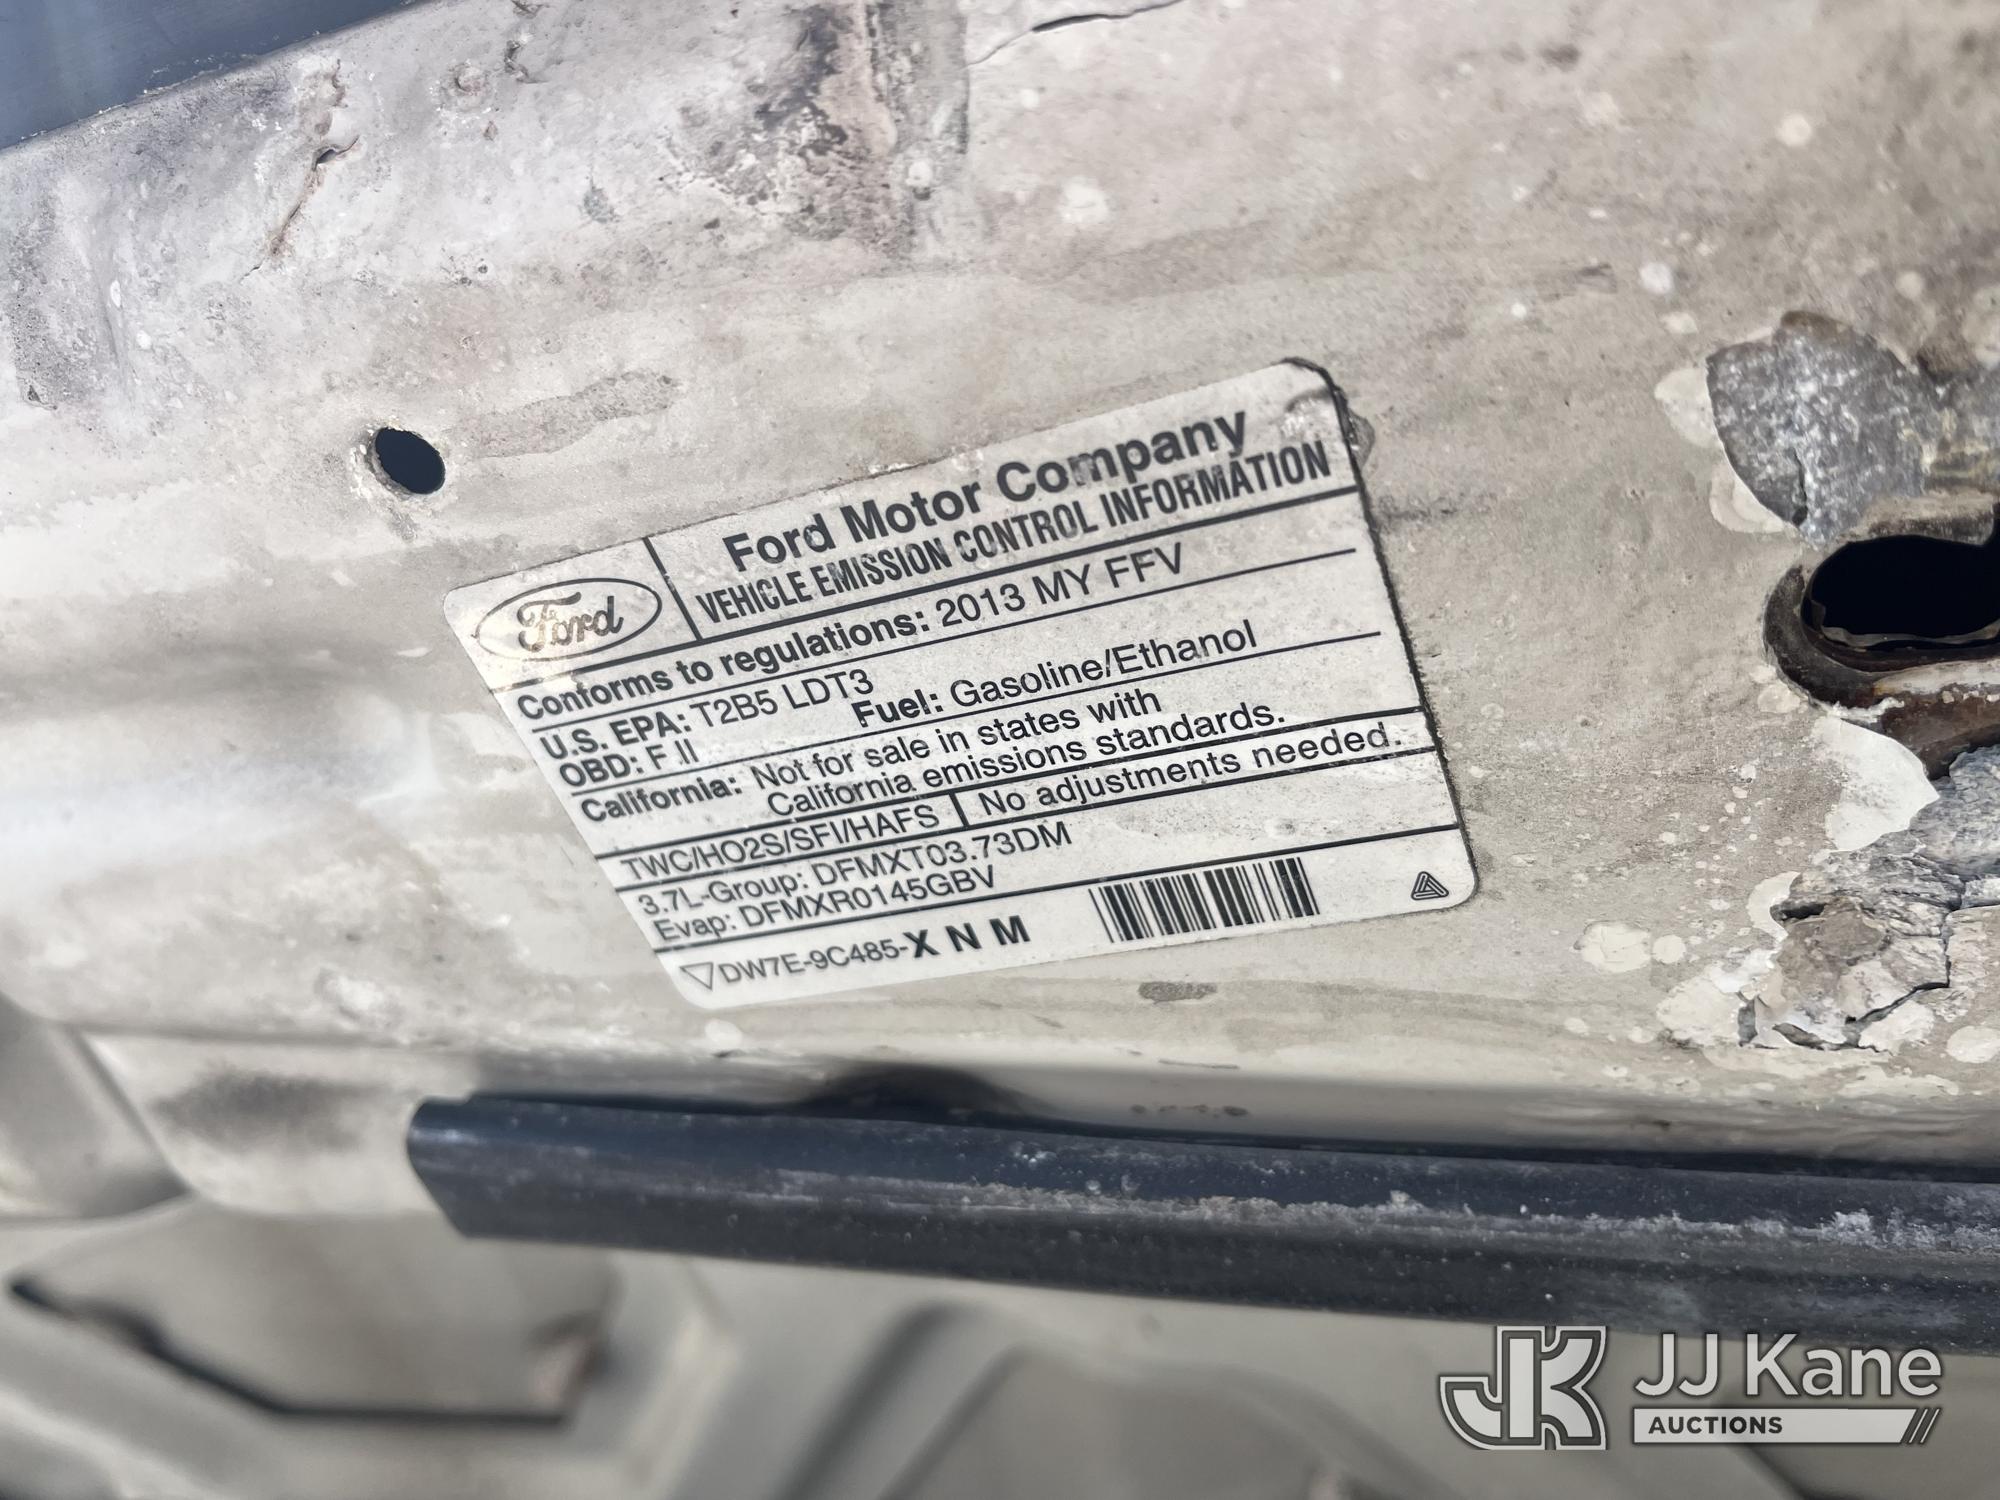 Ford
Ford Motor Company
VEHICLE EMISSION CONTROL INFORMATION
Conforms to regulations: 2013 MY FFV
U.S. EPA: T2B5 LDT3
OBD: F II
Fuel: Gasoline/Ethanol
California: Not for sale in states with
California emissions standards.
TWC/HO2S/SFI/HAFS
No adjustments needed.
3.7L-Group: DFMXT03.73DM
Evap: DFMXR0145GBV
DW7E-9C485-X N M
JK
JJ Kane
AUCTIONS